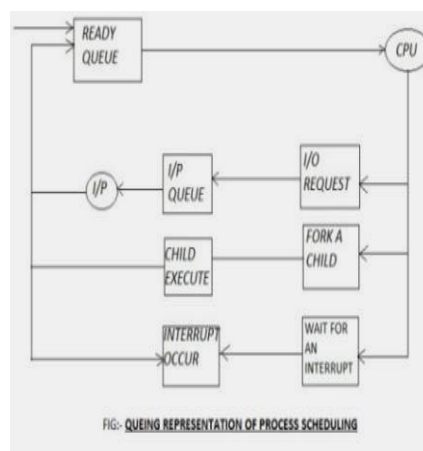 READY
QUEUE
CPU
I/P
I/P
QUEUE
I/O
REQUEST
CHILD
EXECUTE
FORK A
CHILD
INTERRUPT
OCCUR
WAIT FOR
AN
INTERRUPT
FIG:- QUEING REPRESENTATION OF PROCESS SCHEDULING